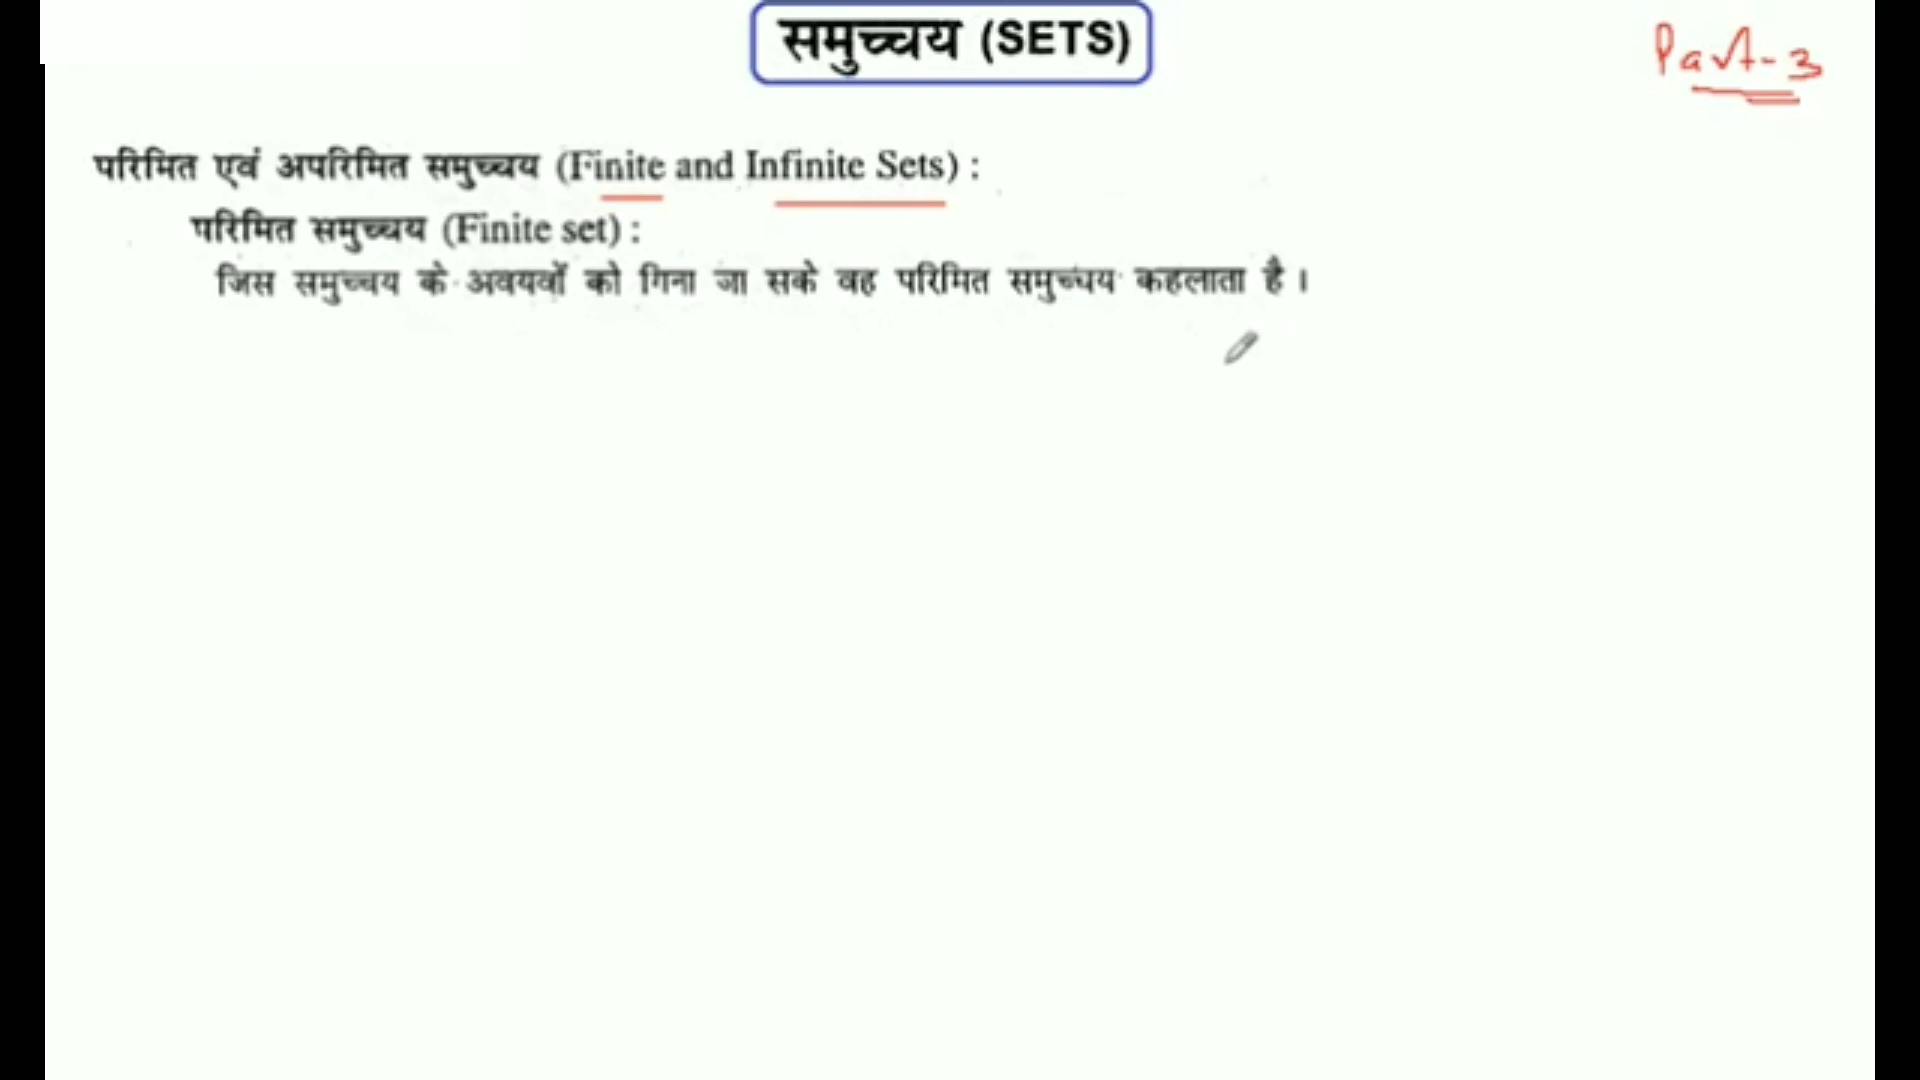 समुच्चय (SETS)
Part-3
परिमित एवं अपरिमित समुच्चय (Finite and Infinite Sets) :
परिमित समुच्चय (Finite set) :
जिस समुच्चय के अवयवों को गिना जा सके वह परिमित समुच्चय कहलाता है ।